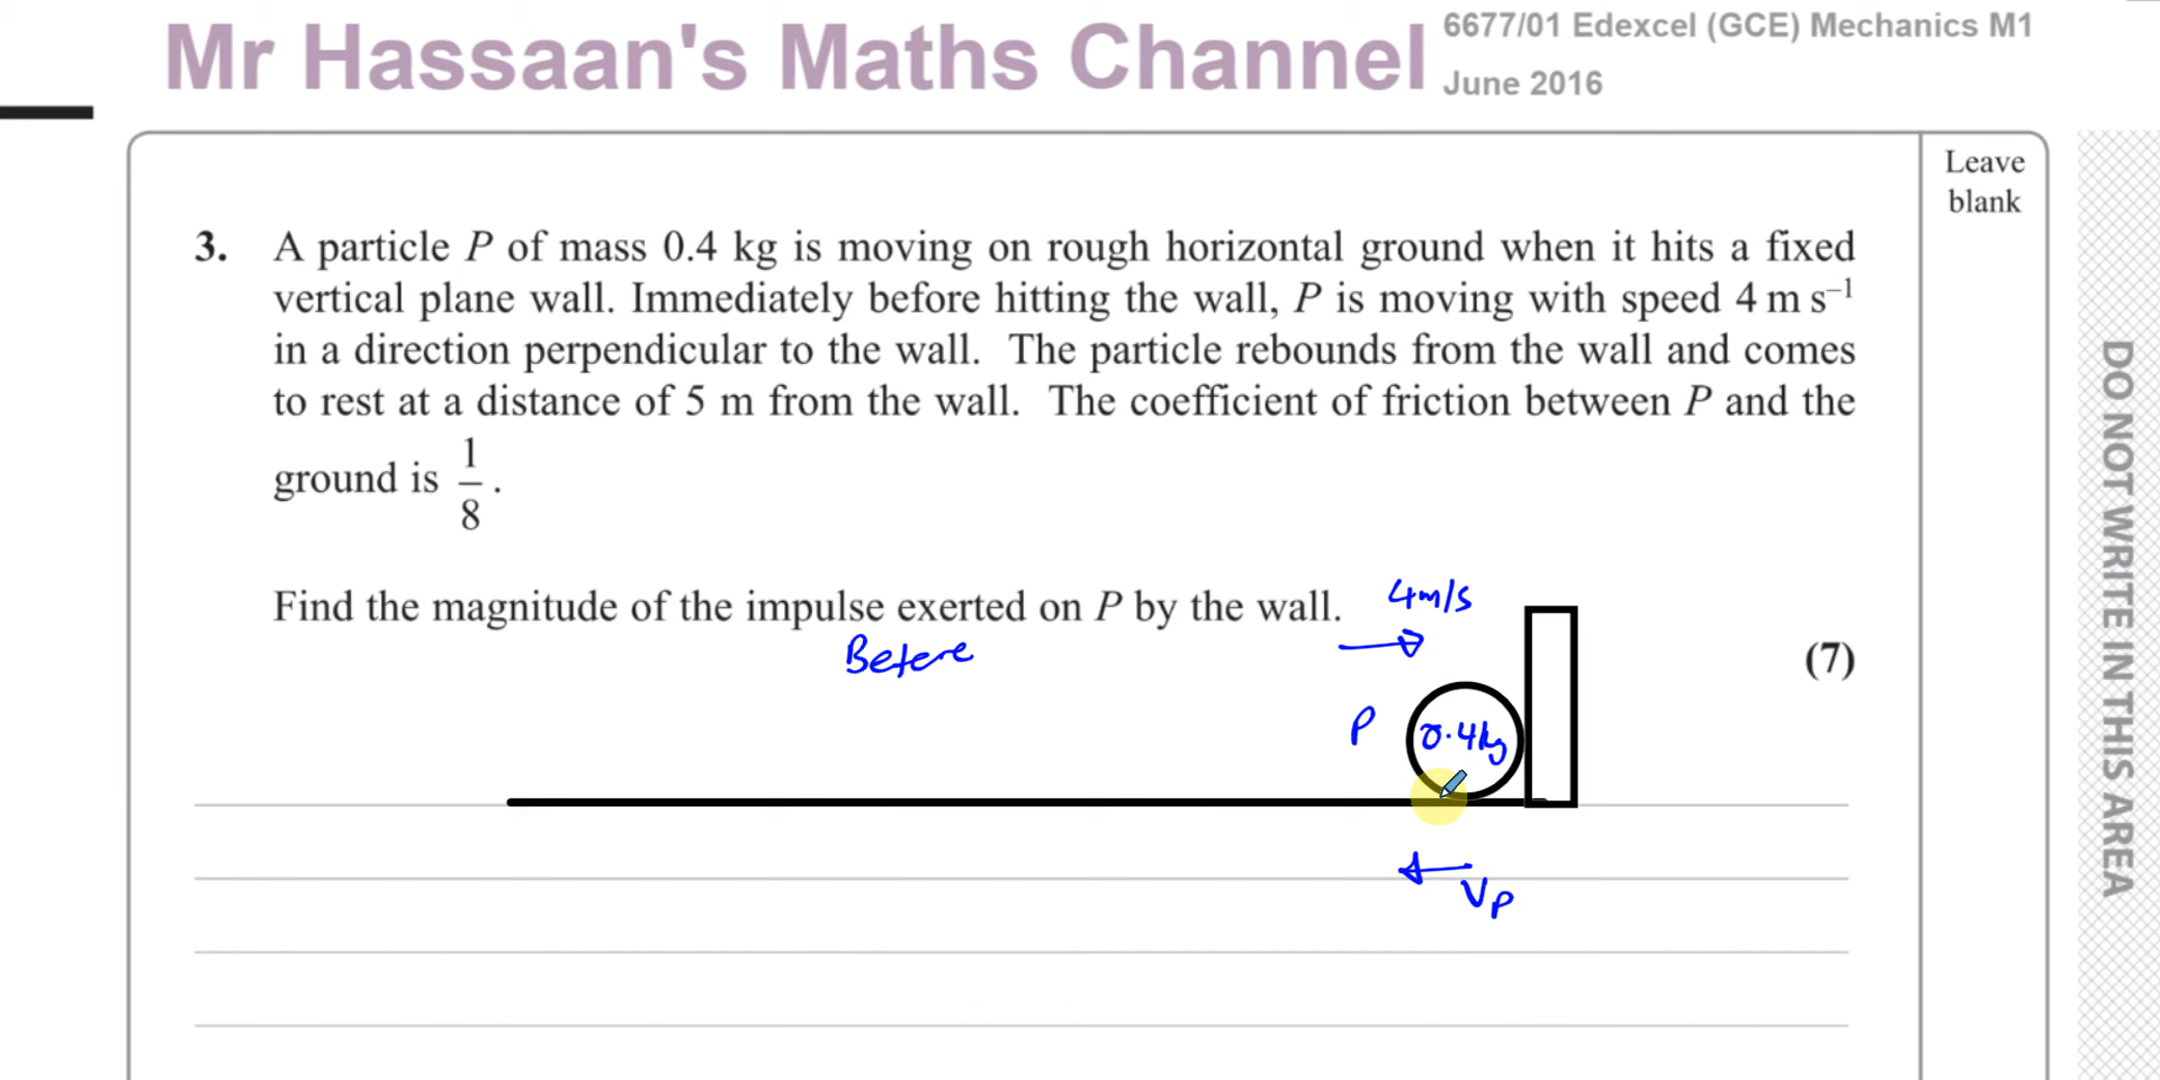 Mr Hassaan's Maths Channel
6677/01 Edexcel (GCE) Mechanics M1
June 2016
Leave
blank
3. A particle P of mass 0.4 kg is moving on rough horizontal ground when it hits a fixed
vertical plane wall. Immediately before hitting the wall, P is moving with speed 4 m s⁻¹
in a direction perpendicular to the wall. The particle rebounds from the wall and comes
to rest at a distance of 5 m from the wall. The coefficient of friction between P and the
ground is 1/8.
Find the magnitude of the impulse exerted on P by the wall.
(7)
Before
4m/s
P
0.4kg
Vp
DO NOT WRITE IN THIS AREA